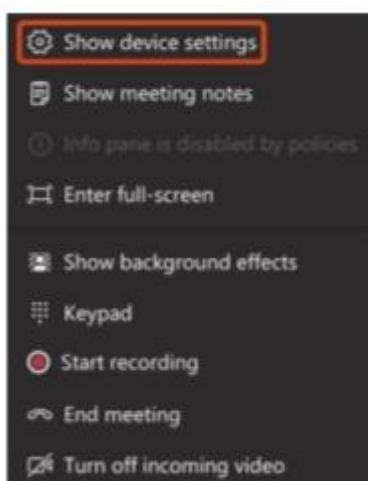 Show device settings
Show meeting notes
Info pane is disabled by policies
Enter full-screen
Show background effects
Keypad
Start recording
End meeting
Turn off incoming video